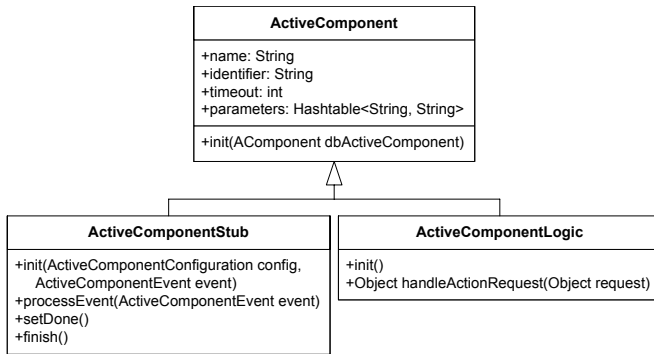 ActiveComponent
+name: String
+identifier: String
+timeout: int
+parameters: Hashtable<String, String>
+init(AComponent dbActiveComponent)
ActiveComponentStub
+init(ActiveComponentConfiguration config,
ActiveComponentEvent event)
+processEvent(ActiveComponentEvent event)
+setDone()
+finish()
ActiveComponentLogic
+init()
+Object handleActionRequest(Object request)